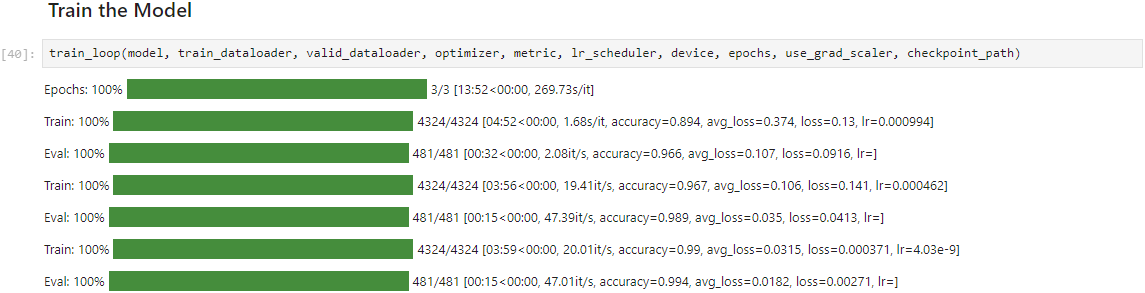 Train the Model
[40]: train_loop(model, train_dataloader, valid_dataloader, optimizer, metric, lr_scheduler, device, epochs, use_grad_scaler, checkpoint_path)
Epochs: 100% 3/3 [13:52<00:00, 269.73s/it]
Train: 100% 4324/4324 [04:52<00:00, 1.68s/it, accuracy=0.894, avg_loss=0.374, loss=0.13, lr=0.000994]
Eval: 100% 481/481 [00:32<00:00, 2.08it/s, accuracy=0.966, avg_loss=0.107, loss=0.0916, lr=]
Train: 100% 4324/4324 [03:56<00:00, 19.41it/s, accuracy=0.967, avg_loss=0.106, loss=0.141, lr=0.000462]
Eval: 100% 481/481 [00:15<00:00, 47.39it/s, accuracy=0.989, avg_loss=0.035, loss=0.0413, lr=]
Train: 100% 4324/4324 [03:59<00:00, 20.01it/s, accuracy=0.99, avg_loss=0.0315, loss=0.000371, lr=4.03e-9]
Eval: 100% 481/481 [00:15<00:00, 47.01it/s, accuracy=0.994, avg_loss=0.0182, loss=0.00271, lr=]